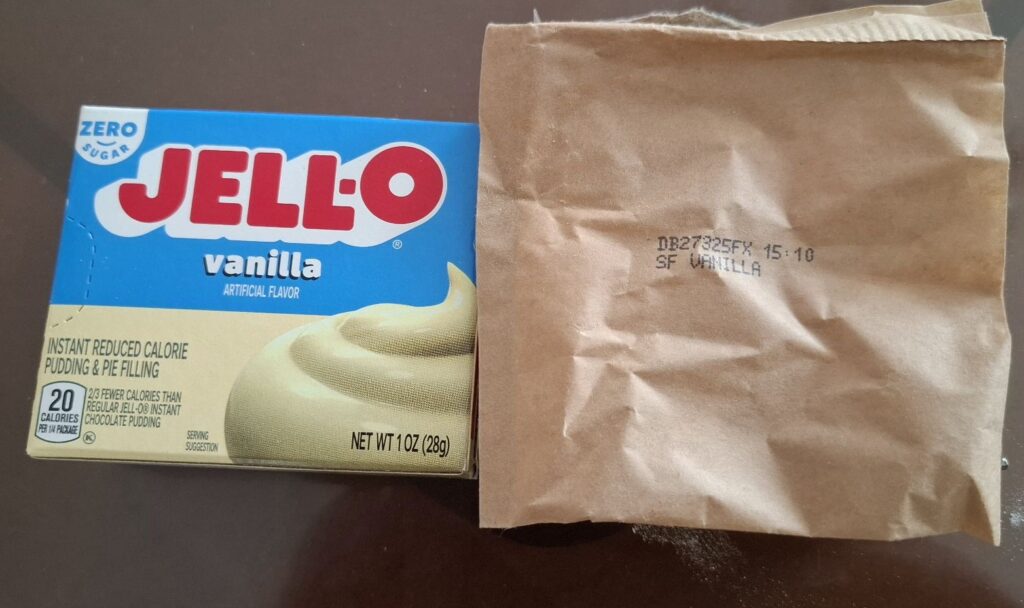 ZERO
SUGAR
JELL-O
®
vanilla
ARTIFICIAL FLAVOR
INSTANT REDUCED CALORIE
PUDDING & PIE FILLING
20
CALORIES
PER 1/4 PACKAGE
2/3 FEWER CALORIES THAN
REGULAR JELL-O® INSTANT
CHOCOLATE PUDDING
K
SERVING
SUGGESTION
NET WT 1 OZ (28g)
DB27325FX 15:10
SF VANILLA